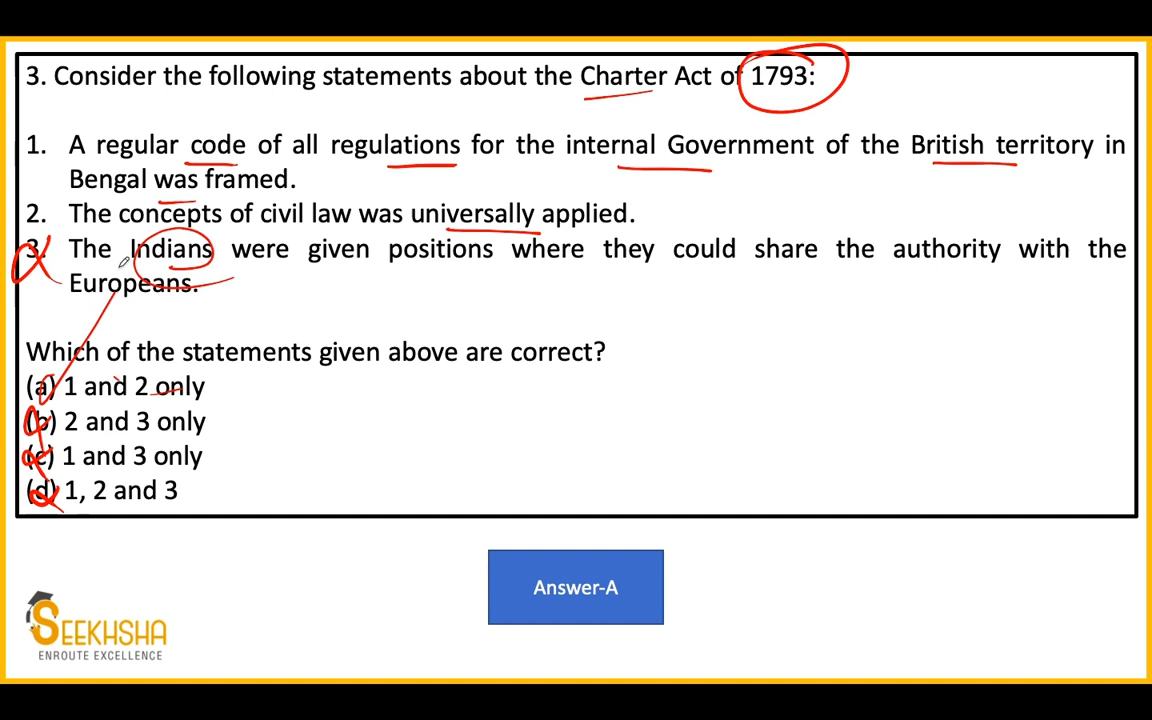 3. Consider the following statements about the Charter Act of 1793:
1. A regular code of all regulations for the internal Government of the British territory in
Bengal was framed.
2. The concepts of civil law was universally applied.
3. The Indians were given positions where they could share the authority with the
Europeans.
Which of the statements given above are correct?
(a) 1 and 2 only
(b) 2 and 3 only
(c) 1 and 3 only
(d) 1, 2 and 3
Answer-A
SEEKHSHA
ENROUTE EXCELLENCE